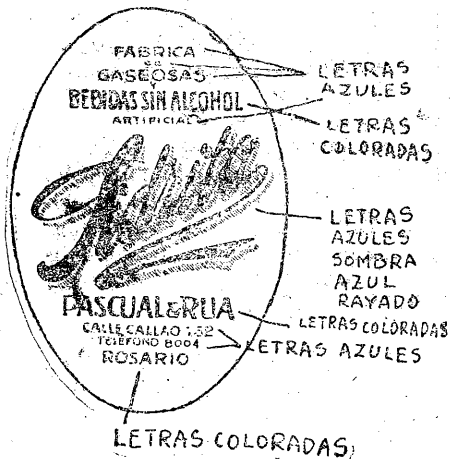 FABRICA
DE
GASEOSAS
BEBIDAS SIN ALCOHOL
ARTIFICIAL
PASCUAL & RUA
CALLE CALLAO
TELEFONO 8004
ROSARIO
LETRAS
AZULES
LETRAS
COLORADAS
LETRAS
AZULES
SOMBRA
AZUL
RAYADO
LETRAS COLORADAS
LETRAS AZULES
LETRAS COLORADAS